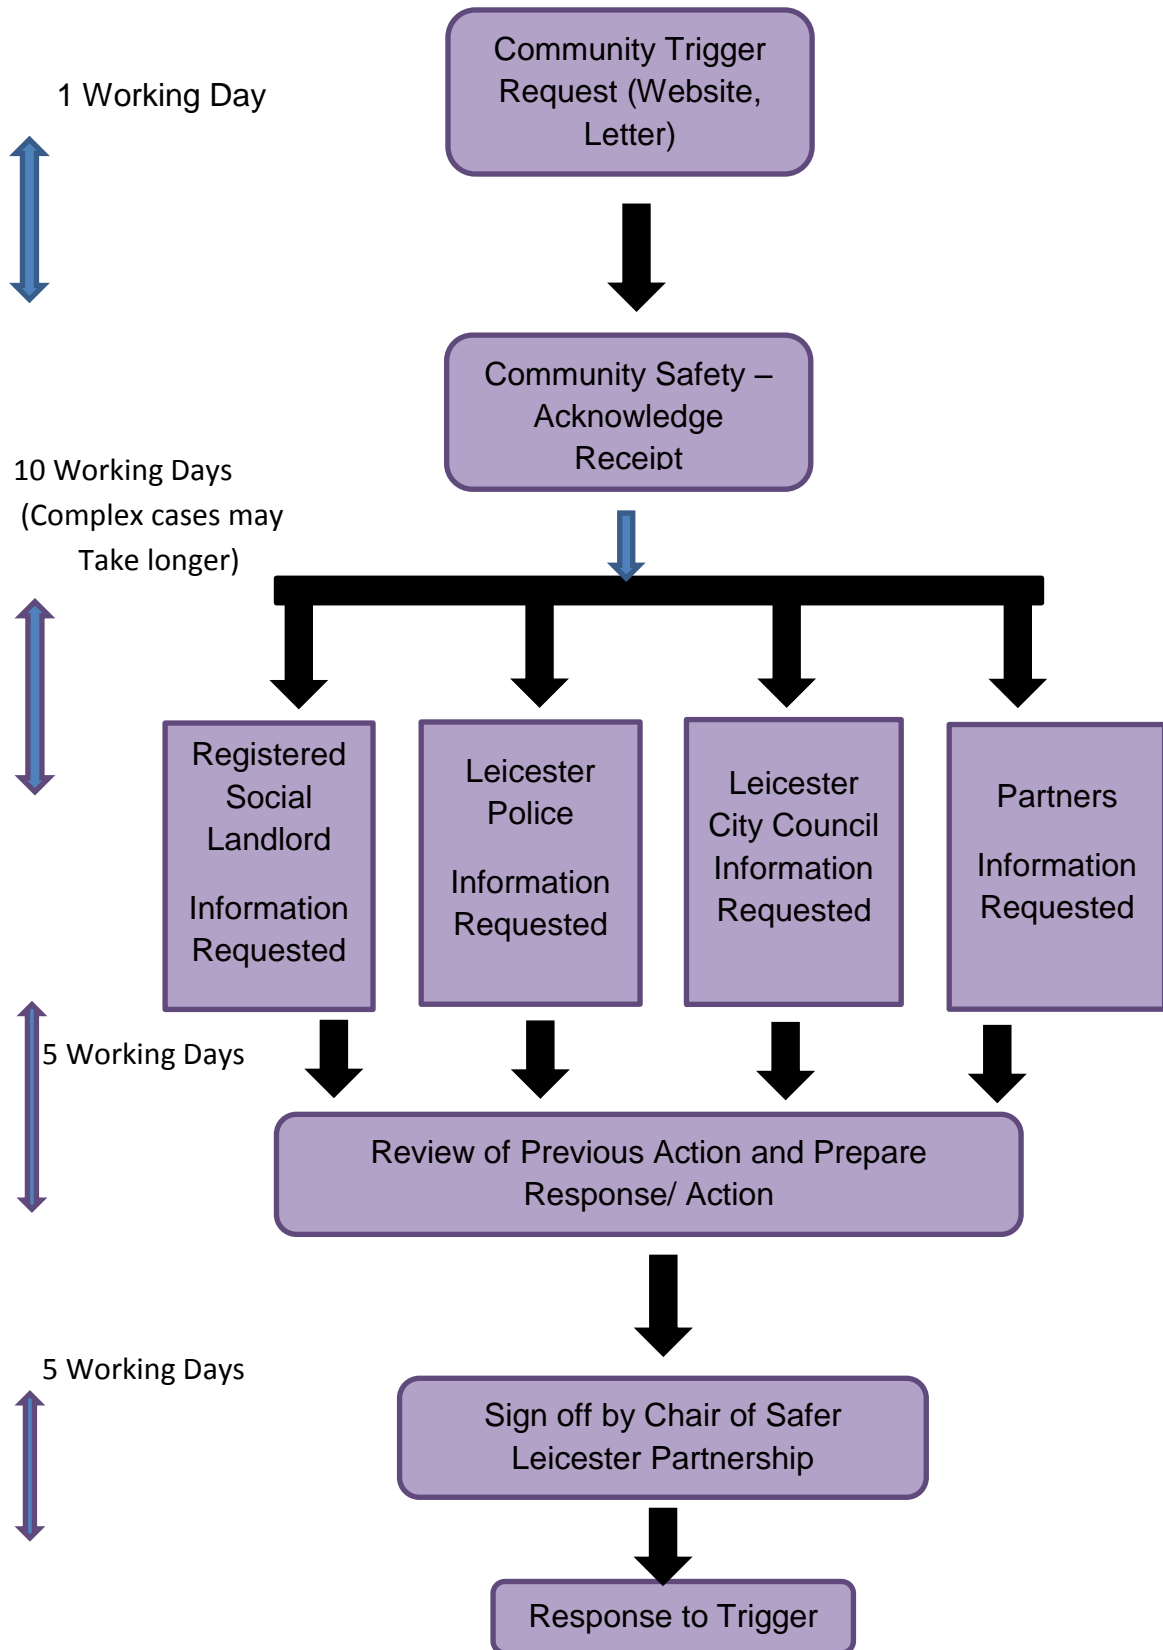 Community Trigger
Request (Website,
Letter)
1 Working Day
Community Safety –
Acknowledge
Receipt
10 Working Days
(Complex cases may
Take longer)
Registered
Social
Landlord
Information
Requested
Leicester
Police
Information
Requested
Leicester
City Council
Information
Requested
Partners
Information
Requested
5 Working Days
Review of Previous Action and Prepare
Response/ Action
5 Working Days
Sign off by Chair of Safer
Leicester Partnership
Response to Trigger